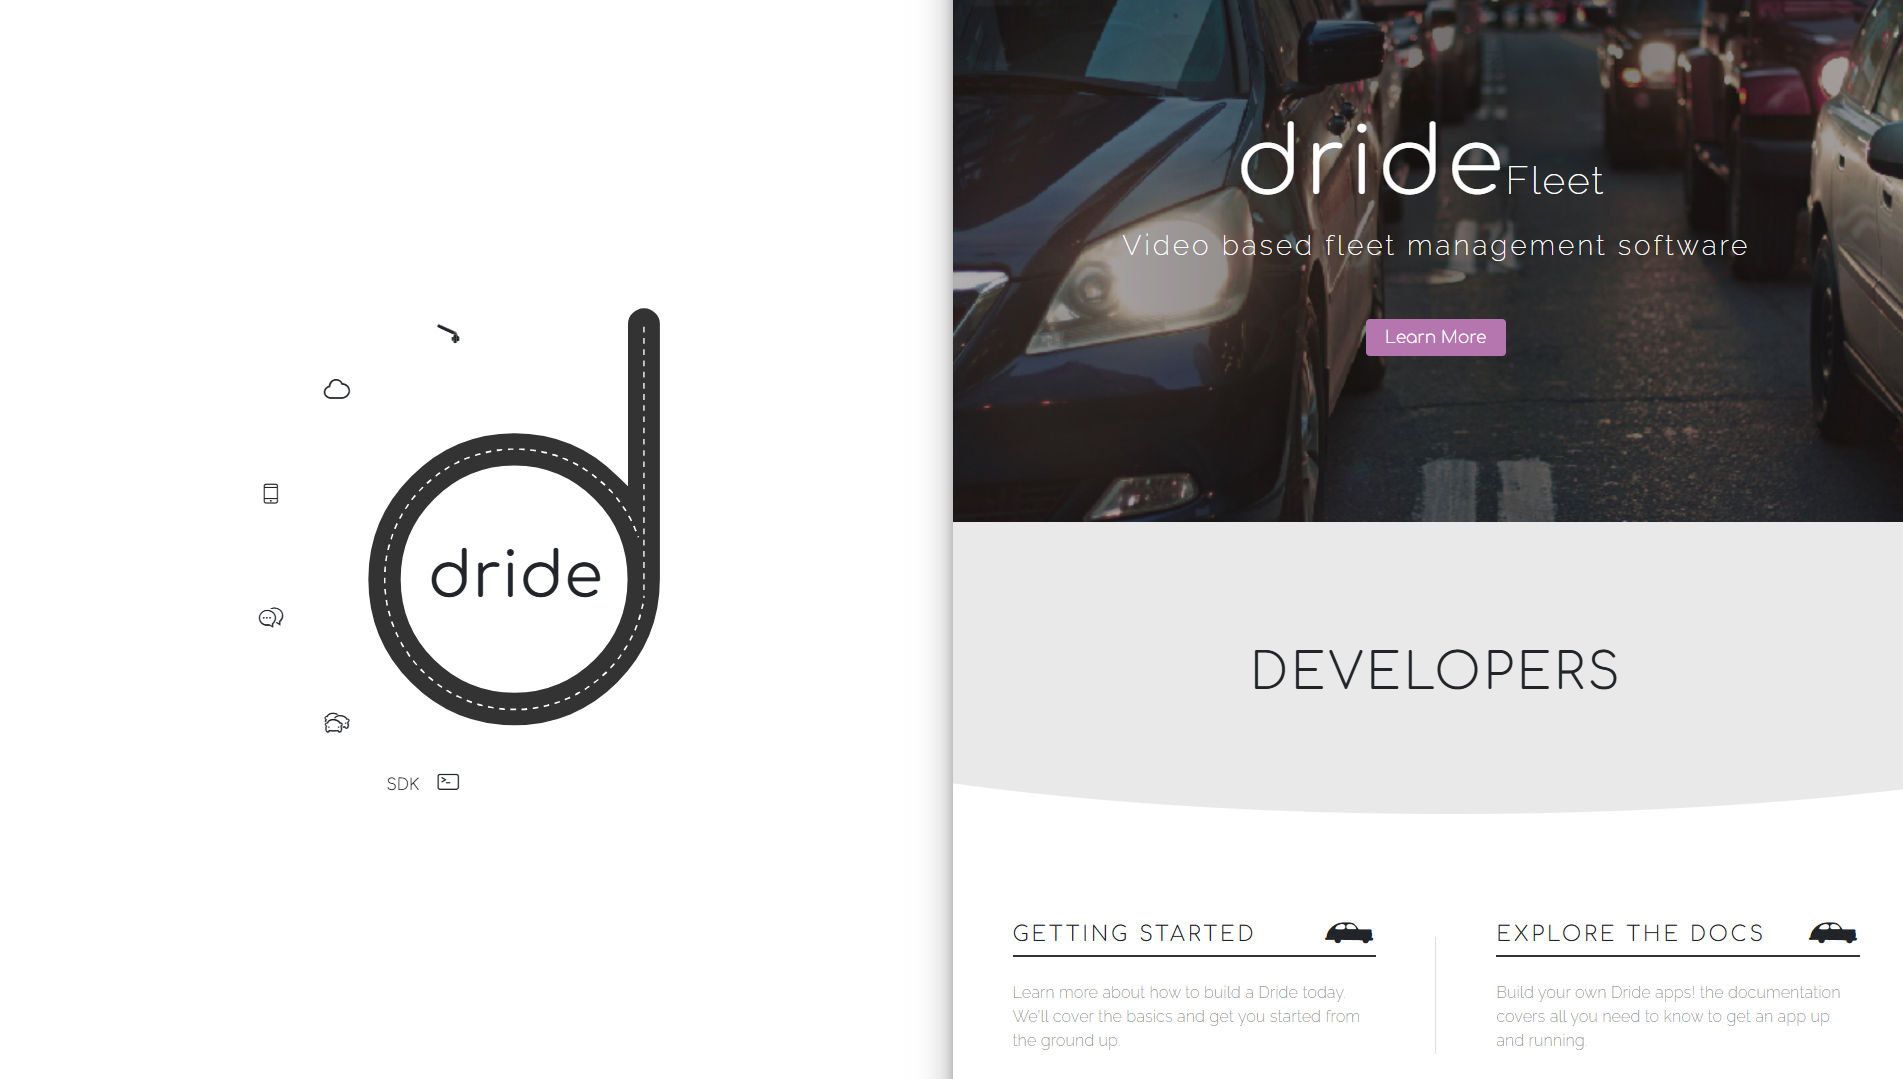 dride
SDK
dride Fleet
Video based fleet management software
Learn More
DEVELOPERS
GETTING STARTED
Learn more about how to build a Dride today.
We'll cover the basics and get you started from
the ground up.
EXPLORE THE DOCS
Build your own Dride apps! the documentation
covers all you need to know to get an app up
and running.